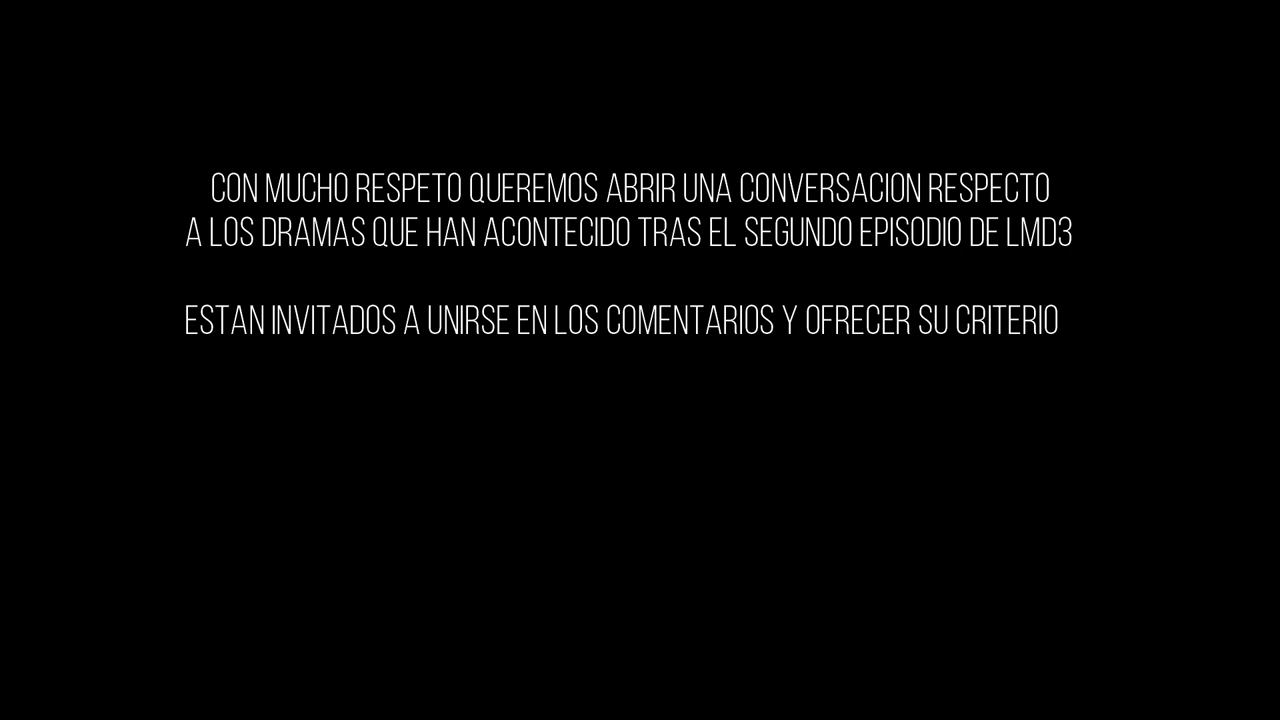 CON MUCHO RESPETO QUEREMOS ABRIR UNA CONVERSACION RESPECTO
A LOS DRAMAS QUE HAN ACONTECIDO TRAS EL SEGUNDO EPISODIO DE LMD3
ESTAN INVITADOS A UNIRSE EN LOS COMENTARIOS Y OFRECER SU CRITERIO